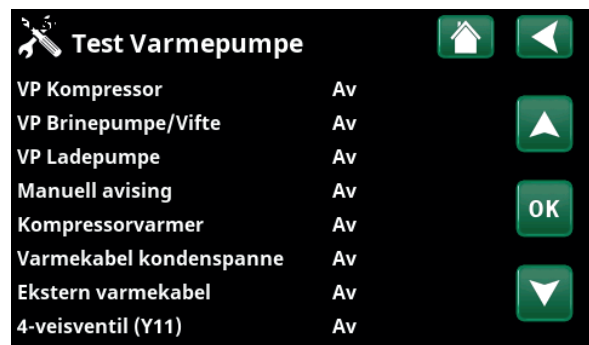 Test Varmepumpe
VP Kompressor Av
VP Brinepumpe/Vifte Av
VP Ladepumpe Av
Manuell avising Av
Kompressorvarmer Av
OK
Varmekabel kondenspanne Av
Ekstern varmekabel Av
4-veisventil (Y11) Av